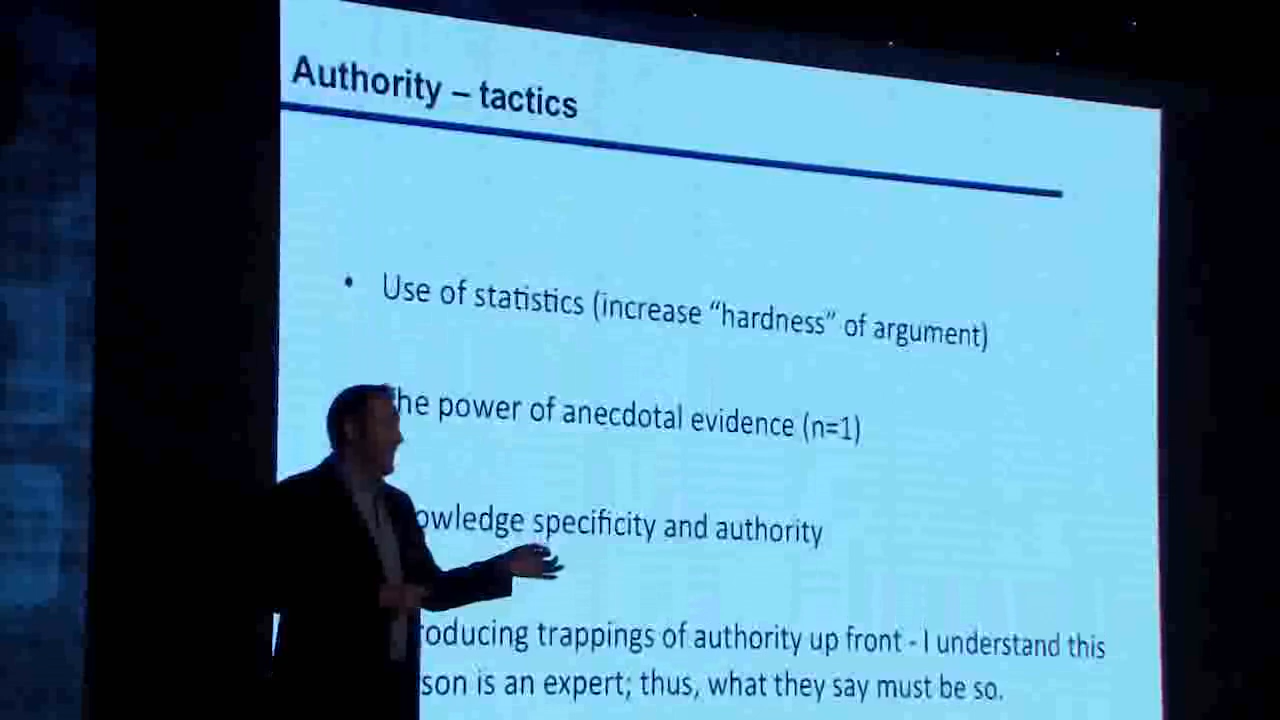 Authority – tactics
• Use of statistics (increase “hardness” of argument)
he power of anecdotal evidence (n=1)
owledge specificity and authority
roducing trappings of authority up front - I understand this
son is an expert; thus, what they say must be so.